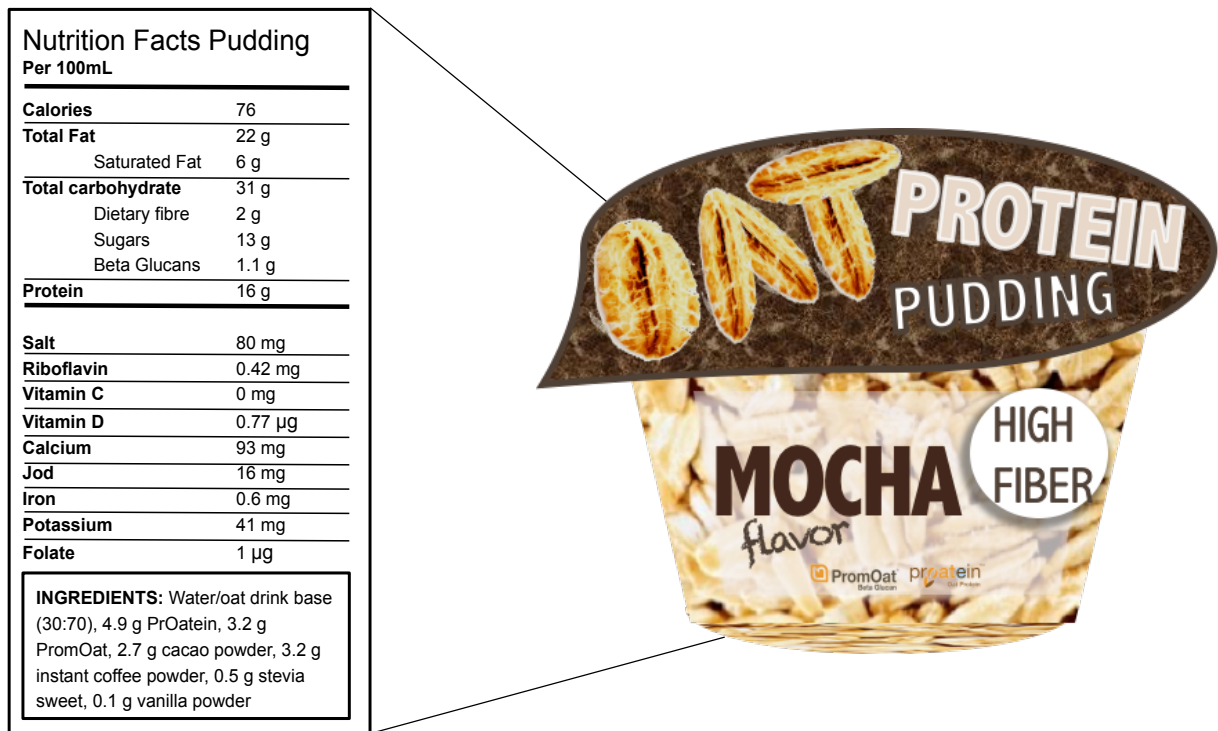 Nutrition Facts Pudding
Per 100mL
Calories 76
Total Fat 22 g
Saturated Fat 6 g
Total carbohydrate 31 g
Dietary fibre 2 g
Sugars 13 g
Beta Glucans 1.1 g
Protein 16 g
Salt 80 mg
Riboflavin 0.42 mg
Vitamin C 0 mg
Vitamin D 0.77 µg
Calcium 93 mg
Jod 16 mg
Iron 0.6 mg
Potassium 41 mg
Folate 1 µg
INGREDIENTS: Water/oat drink base
(30:70), 4.9 g PrOatein, 3.2 g
PromOat, 2.7 g cacao powder, 3.2 g
instant coffee powder, 0.5 g stevia
sweet, 0.1 g vanilla powder
OAT PROTEIN
PUDDING
HIGH
FIBER
MOCHA
flavor
PromOat
Beta Glucan
proatein™
Oat Protein